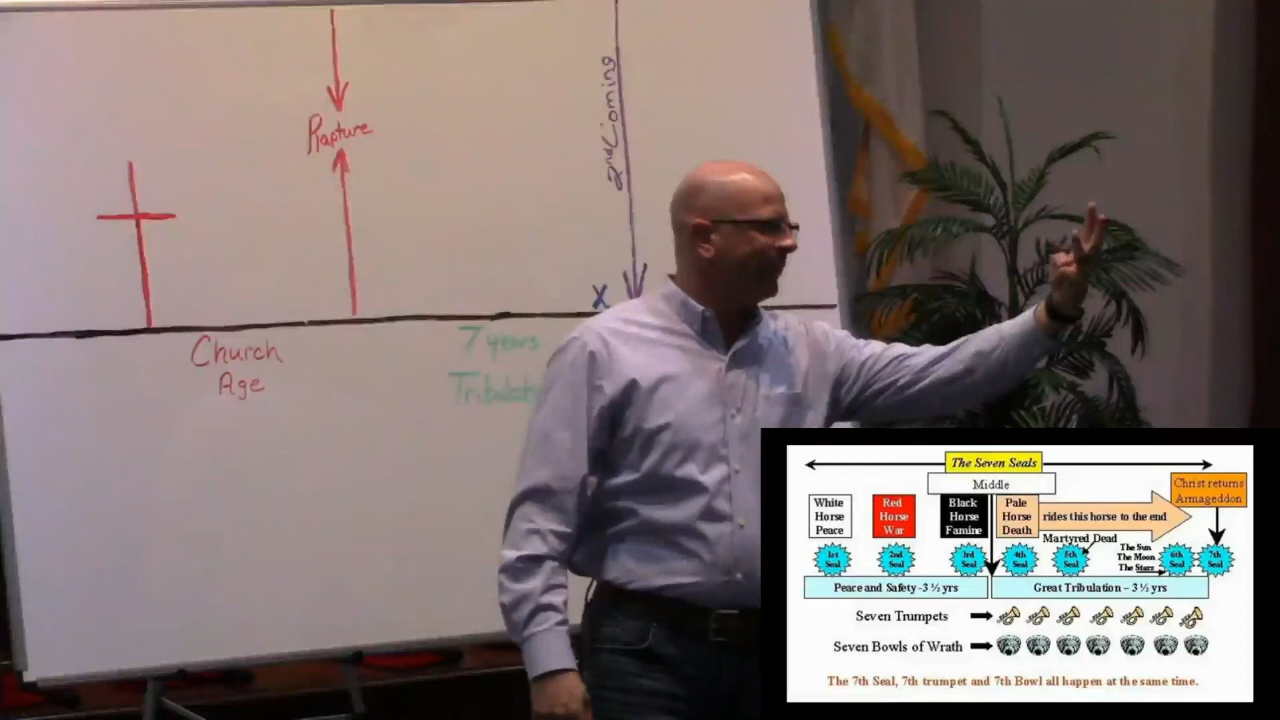 Rapture
2nd Coming
X
Church
Age
7 years
The Seven Seals
Middle
Christ returns
Armageddon
White
Horse
Peace
Red
Horse
War
Black
Horse
Famine
Pale
Horse
Death
rides this horse to the end
Martyred Dead
The Sun
The Moon
The Stars
1st
Seal
2nd
Seal
3rd
Seal
4th
Seal
5th
Seal
6th
Seal
7th
Seal
Peace and Safety -3 ½ yrs
Great Tribulation – 3 ½ yrs
Seven Trumpets
Seven Bowls of Wrath
The 7th Seal, 7th trumpet and 7th Bowl all happen at the same time.